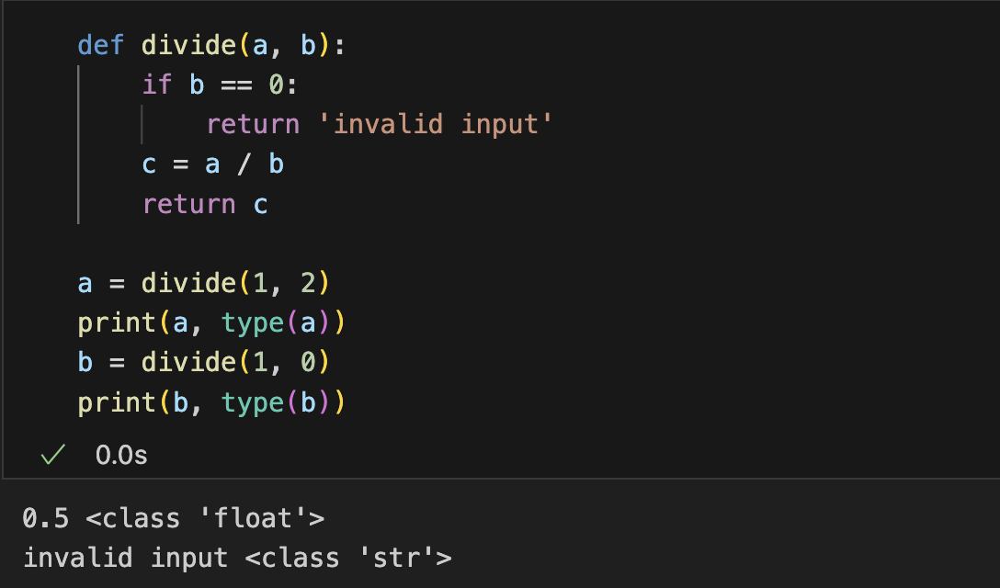 def divide(a, b):
    if b == 0:
        return 'invalid input'
    c = a / b
    return c

a = divide(1, 2)
print(a, type(a))
b = divide(1, 0)
print(b, type(b))
0.0s
0.5 <class 'float'>
invalid input <class 'str'>